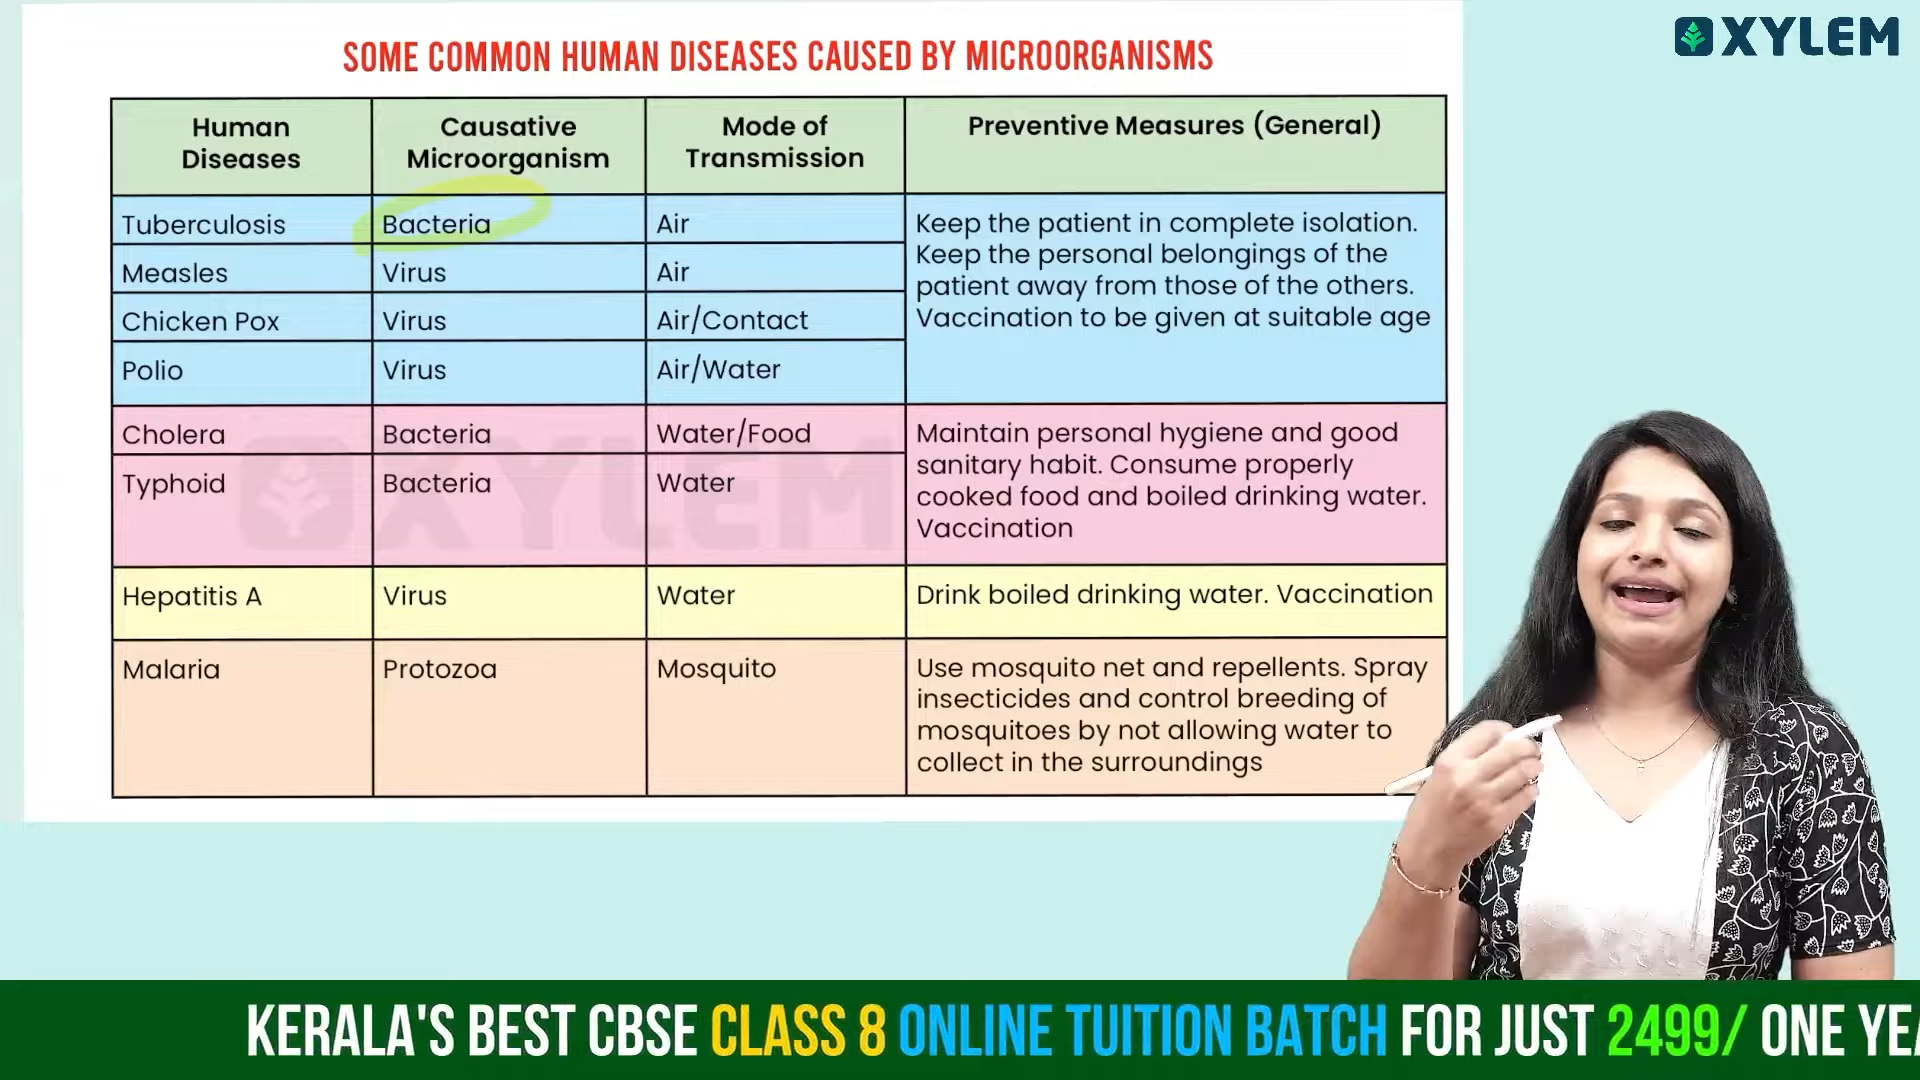 XYLEM
SOME COMMON HUMAN DISEASES CAUSED BY MICROORGANISMS
Human Diseases
Causative Microorganism
Mode of Transmission
Preventive Measures (General)
Tuberculosis
Bacteria
Air
Measles
Virus
Air
Chicken Pox
Virus
Air/Contact
Polio
Virus
Air/Water
Keep the patient in complete isolation.
Keep the personal belongings of the
patient away from those of the others.
Vaccination to be given at suitable age
Cholera
Bacteria
Water/Food
Typhoid
Bacteria
Water
Maintain personal hygiene and good
sanitary habit. Consume properly
cooked food and boiled drinking water.
Vaccination
XYLEM
Hepatitis A
Virus
Water
Drink boiled drinking water. Vaccination
Malaria
Protozoa
Mosquito
Use mosquito net and repellents. Spray
insecticides and control breeding of
mosquitoes by not allowing water to
collect in the surroundings
KERALA'S BEST CBSE CLASS 8 ONLINE TUITION BATCH FOR JUST 2499/ ONE